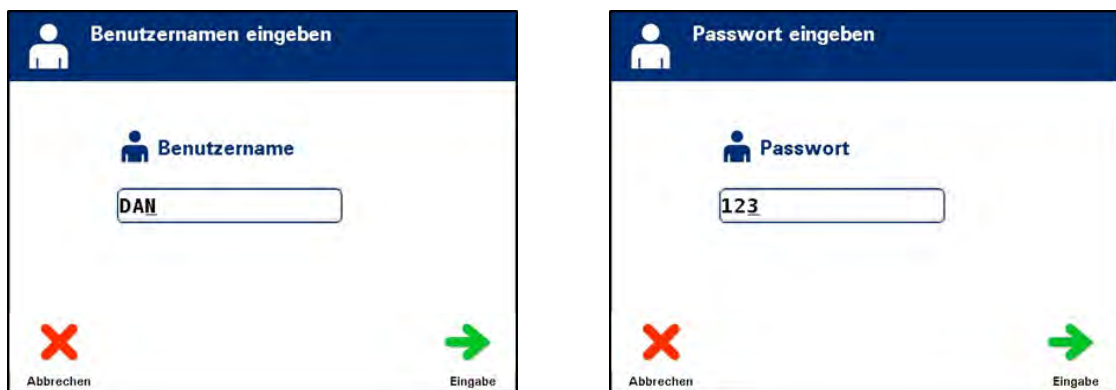 Benutzernamen eingeben
Benutzername
DAN
Abbrechen
Eingabe
Passwort eingeben
Passwort
123
Abbrechen
Eingabe